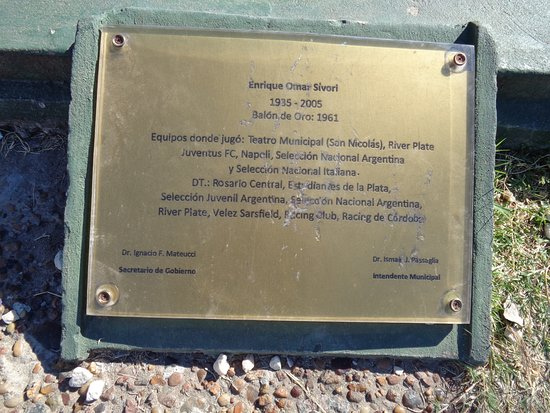 Enrique Omar Sívori
1935 - 2005
Balón de Oro: 1961
Equipos donde jugó: Teatro Municipal (San Nicolás), River Plate
Juventus FC, Napoli, Selección Nacional Argentina
y Selección Nacional Italiana.
DT.: Rosario Central, Estudiantes de la Plata,
Selección Juvenil Argentina, Selección Nacional Argentina,
River Plate, Velez Sarsfield, Racing Club, Racing de Córdoba
Dr. Ignacio F. Mateucci
Secretario de Gobierno
Dr. Ismael J. Passaglia
Intendente Municipal